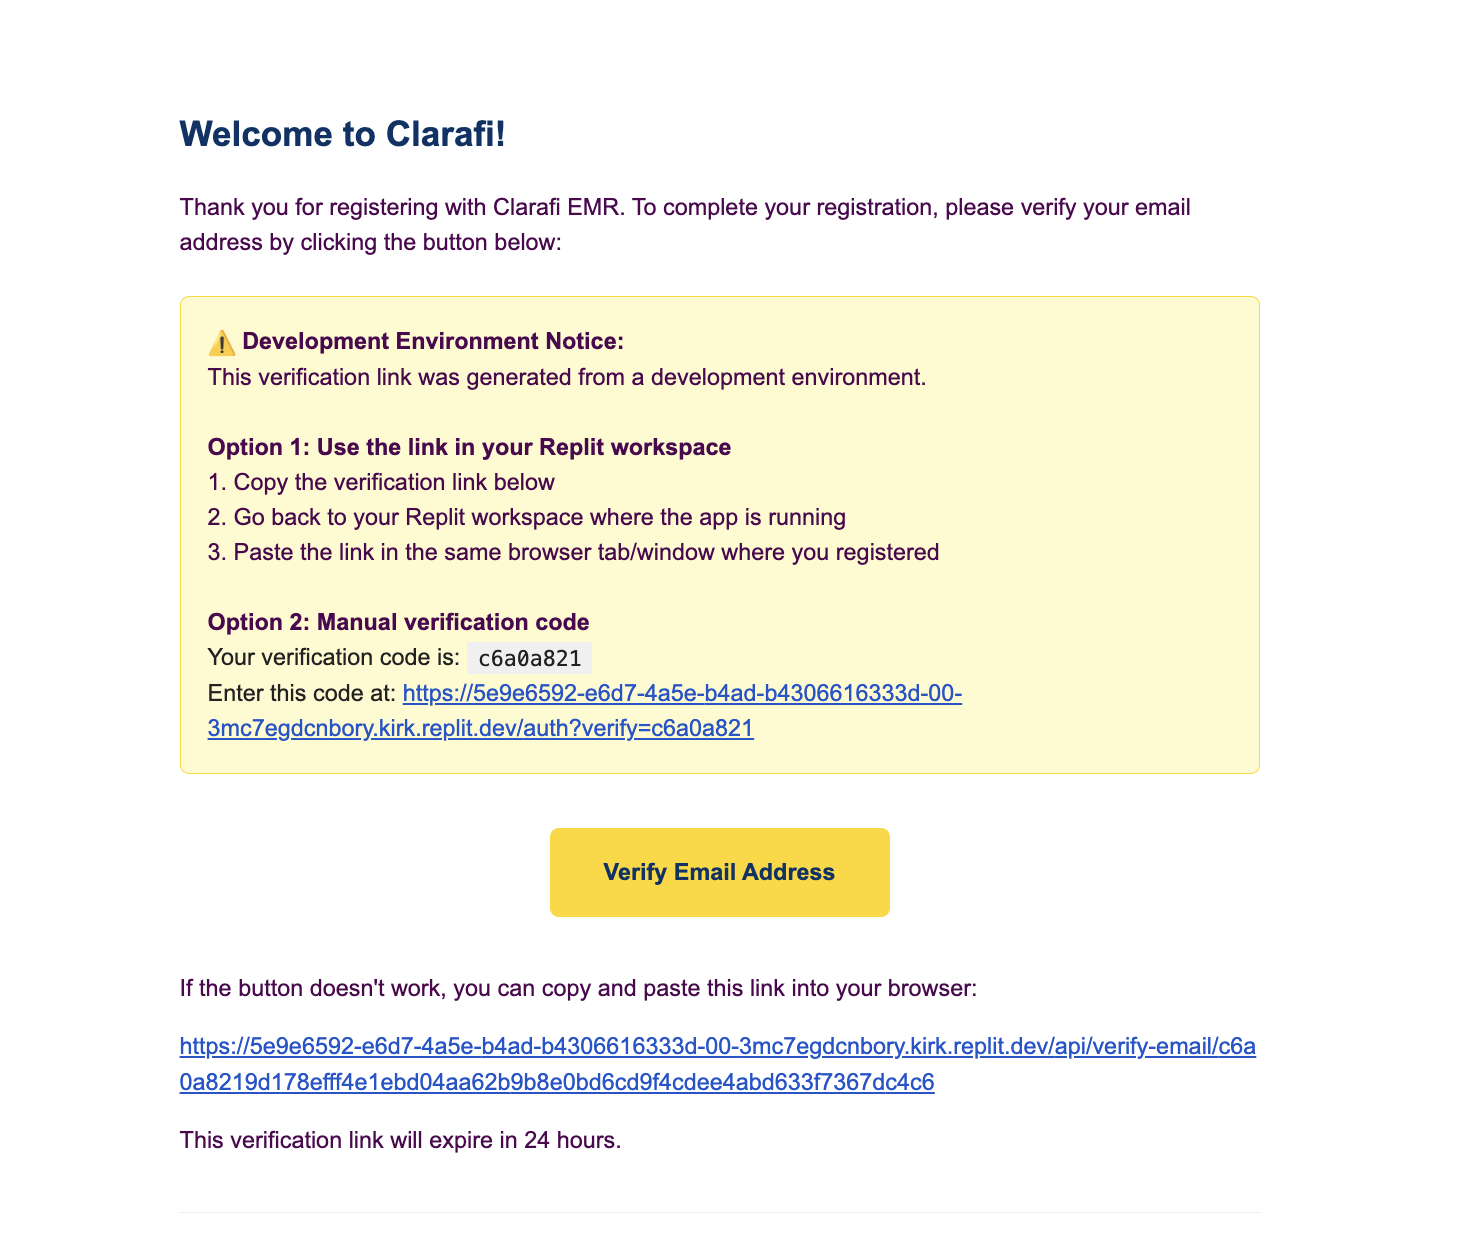 Welcome to Clarafi!
Thank you for registering with Clarafi EMR. To complete your registration, please verify your email
address by clicking the button below:
⚠️ Development Environment Notice:
This verification link was generated from a development environment.
Option 1: Use the link in your Replit workspace
1. Copy the verification link below
2. Go back to your Replit workspace where the app is running
3. Paste the link in the same browser tab/window where you registered
Option 2: Manual verification code
Your verification code is: c6a0a821
Enter this code at: https://5e9e6592-e6d7-4a5e-b4ad-b4306616333d-00-
3mc7egdcnbory.kirk.replit.dev/auth?verify=c6a0a821
Verify Email Address
If the button doesn't work, you can copy and paste this link into your browser:
https://5e9e6592-e6d7-4a5e-b4ad-b4306616333d-00-3mc7egdcnbory.kirk.replit.dev/api/verify-email/c6a
0a8219d178efff4e1ebd04aa62b9b8e0bd6cd9f4cdee4abd633f7367dc4c6
This verification link will expire in 24 hours.